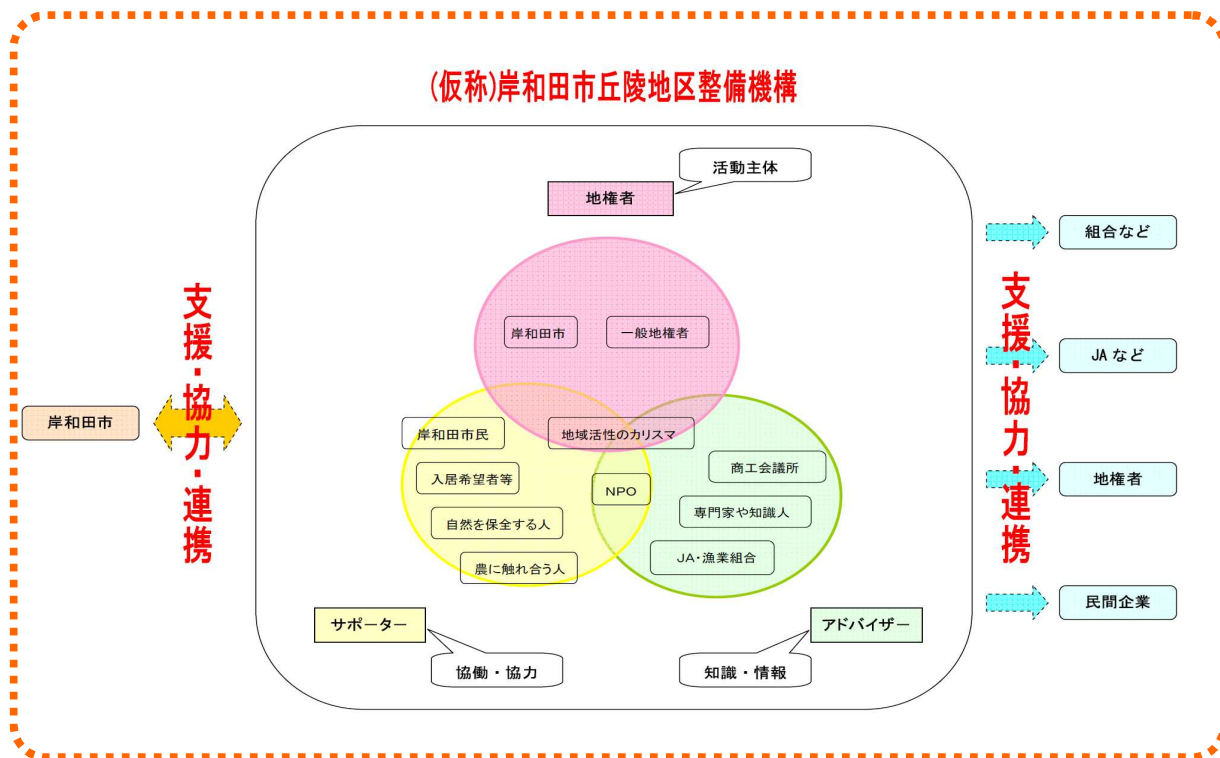 (仮称)岸和田市丘陵地区整備機構
活動主体
地権者
岸和田市
一般地権者
岸和田市民
地域活性のカリスマ
入居希望者等
NPO
商工会議所
自然を保全する人
専門家や知識人
農に触れ合う人
JA・漁業組合
サポーター
アドバイザー
協働・協力
知識・情報
岸和田市
支援・協力・連携
支援・協力・連携
組合など
JAなど
地権者
民間企業